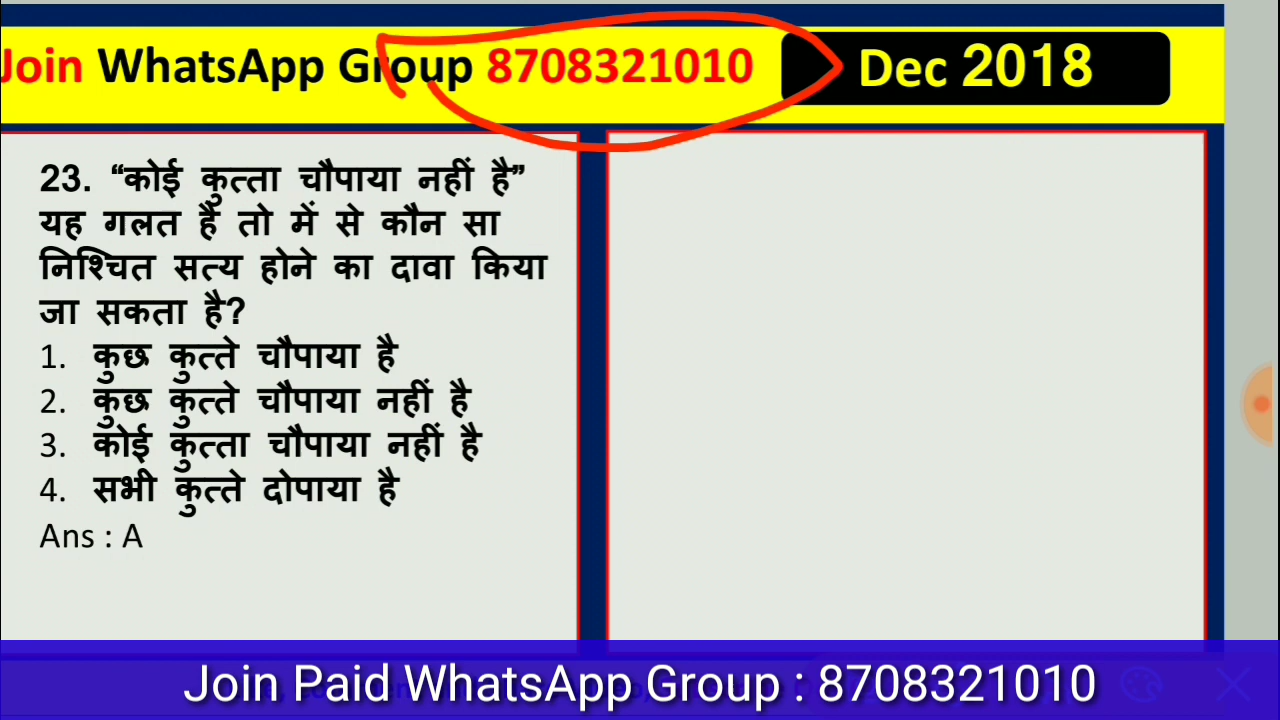 Join WhatsApp Group 8708321010
Dec 2018
23. “कोई कुत्ता चौपाया नहीं है”
यह गलत है तो में से कौन सा
निश्चित सत्य होने का दावा किया
जा सकता है?
1. कुछ कुत्ते चौपाया है
2. कुछ कुत्ते चौपाया नहीं है
3. कोई कुत्ता चौपाया नहीं है
4. सभी कुत्ते दोपाया है
Ans : A
Join Paid WhatsApp Group : 8708321010